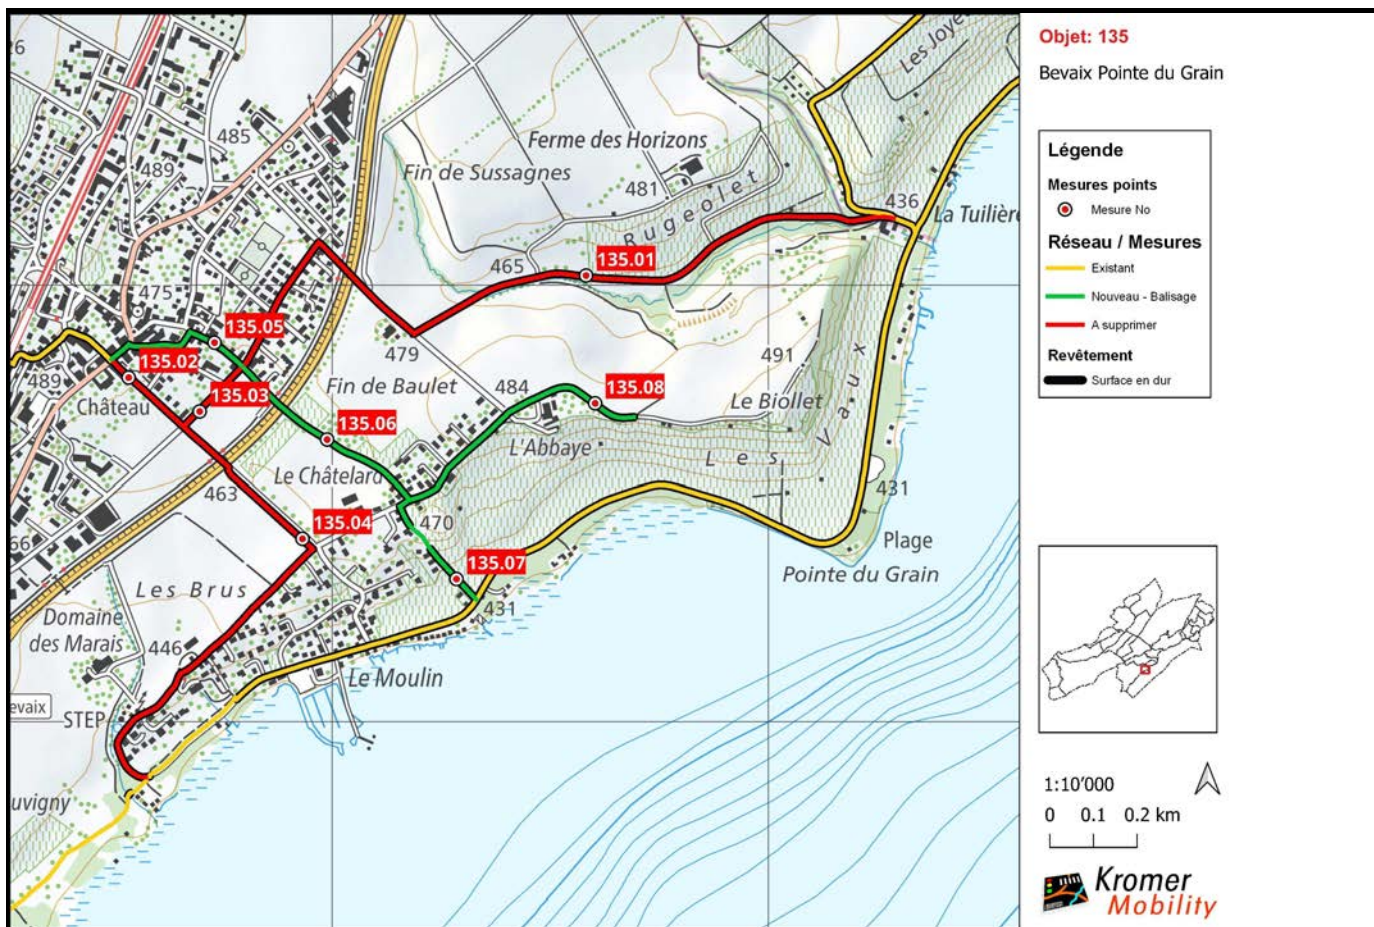 Objet: 135
Bevaix Pointe du Grain
Légende
Mesures points
Mesure No
Réseau / Mesures
Existant
Nouveau - Balisage
A supprimer
Revêtement
Surface en dur
1:10'000
0 0.1 0.2 km
Kromer
Mobility
Les Joye
485
Ferme des Horizons
489
Fin de Sussagnes
481
Rugeolet
436
La Tuilière
465
135.01
475
135.05
479
135.02
489
491
Château
135.03
Fin de Baulet
484
135.08
Le Biollet
Les Vaux
135.06
L'Abbaye
Le Châtelard
463
431
135.04
470
Plage
66
135.07
Pointe du Grain
Les Brus
431
Domaine
des Marais
446
Le Moulin
evaix
STEP
uvigny